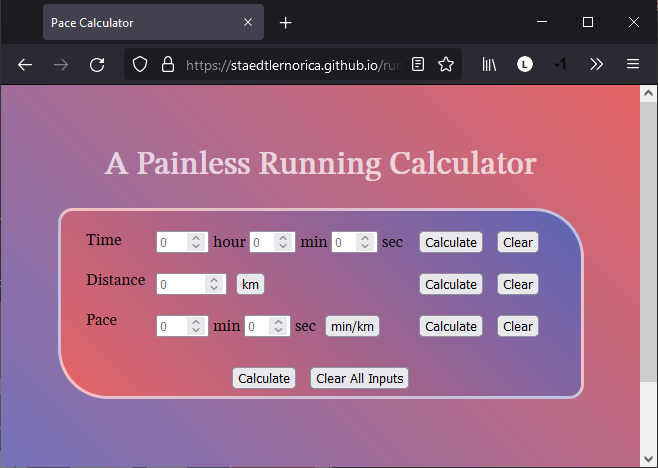 Pace Calculator
https://staedtlernorica.github.io/run
L -1
A Painless Running Calculator
Time 0 hour 0 min 0 sec Calculate Clear
Distance 0 km Calculate Clear
Pace 0 min 0 sec min/km Calculate Clear
Calculate Clear All Inputs